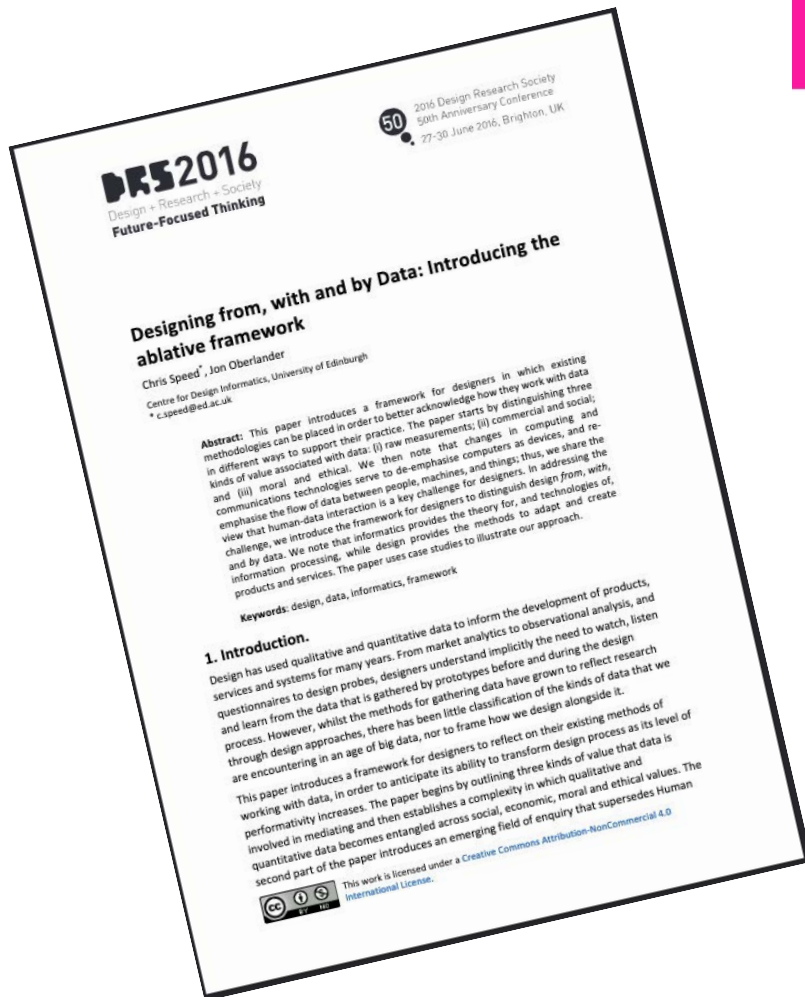 DRS2016
Design + Research + Society
Future-Focused Thinking
50
2016 Design Research Society
50th Anniversary Conference
27-30 June 2016, Brighton, UK
Designing from, with and by Data: Introducing the
ablative framework
Chris Speed*, Jon Oberlander
Centre for Design Informatics, University of Edinburgh
* c.speed@ed.ac.uk
Abstract: This paper introduces a framework for designers in which existing
methodologies can be placed in order to better acknowledge how they work with data
in different ways to support their practice. The paper starts by distinguishing three
kinds of value associated with data: (i) raw measurements; (ii) commercial and social;
and (iii) moral and ethical. We then note that changes in computing and
communications technologies serve to de-emphasise computers as devices, and re-
emphasise the flow of data between people, machines, and things; thus, we share the
view that human-data interaction is a key challenge for designers. In addressing the
challenge, we introduce the framework for designers to distinguish design from, with,
and by data. We note that informatics provides the theory for, and technologies of,
information processing, while design provides the methods to adapt and create
products and services. The paper uses case studies to illustrate our approach.
Keywords: design, data, informatics, framework
1. Introduction.
Design has used qualitative and quantitative data to inform the development of products,
services and systems for many years. From market analytics to observational analysis, and
questionnaires to design probes, designers understand implicitly the need to watch, listen
and learn from the data that is gathered by prototypes before and during the design
process. However, whilst the methods for gathering data have grown to reflect research
through design approaches, there has been little classification of the kinds of data that we
are encountering in an age of big data, nor to frame how we design alongside it.
This paper introduces a framework for designers to reflect on their existing methods of
working with data, in order to anticipate its ability to transform design process as its level of
performativity increases. The paper begins by outlining three kinds of value that data is
involved in mediating and then establishes a complexity in which qualitative and
quantitative data becomes entangled across social, economic, moral and ethical values. The
second part of the paper introduces an emerging field of enquiry that supersedes Human
cc
BY NC
This work is licensed under a Creative Commons Attribution-NonCommercial 4.0
International License.